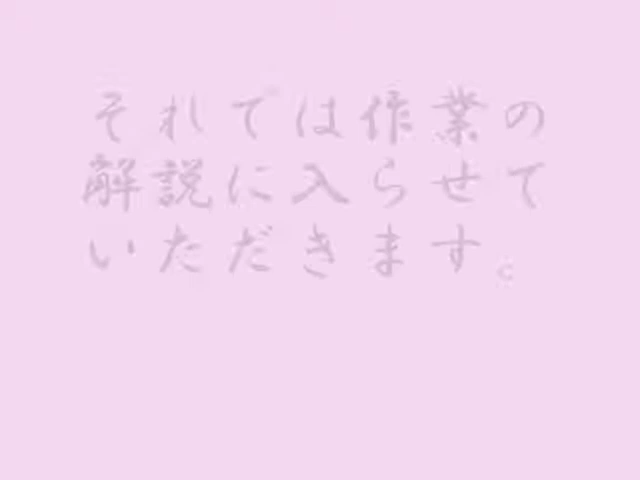 それでは作業の
解説に入らせて
いただきます。